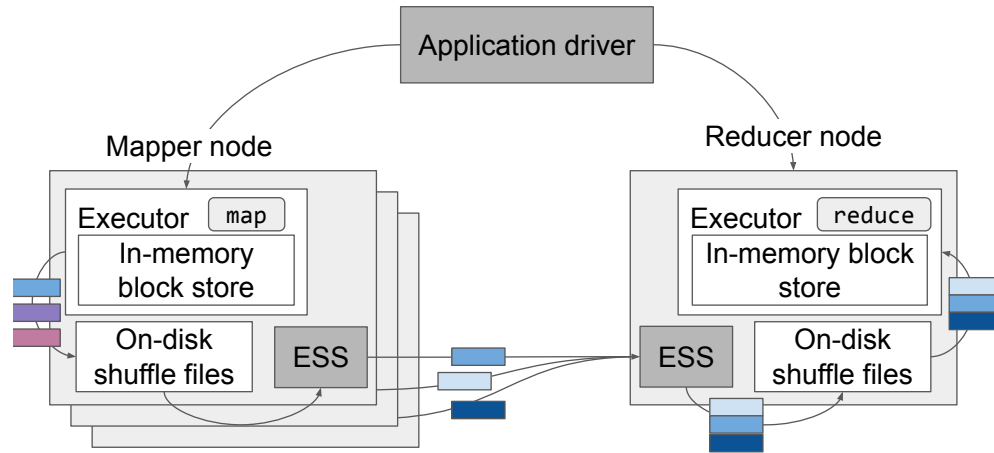 Application driver
Mapper node
Executor
map
In-memory
block store
On-disk
shuffle files
ESS
Reducer node
Executor
reduce
In-memory block
store
ESS
On-disk
shuffle files